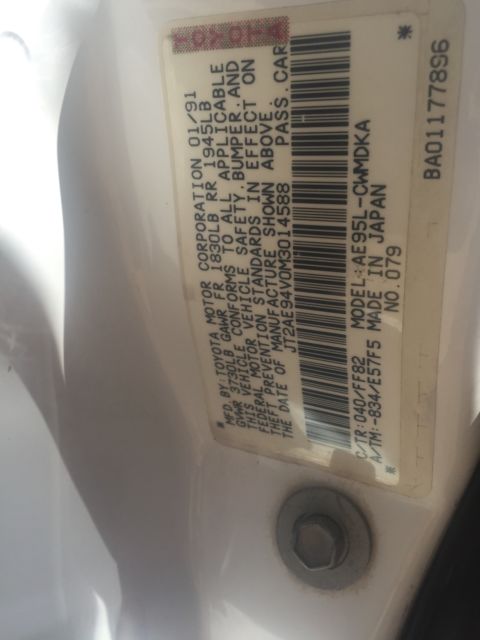 TOYOTA
MFD. BY: TOYOTA MOTOR CORPORATION 01/91
GVWR 3730LB GAWR FR 1830LB RR 1945LB
THIS VEHICLE CONFORMS TO ALL APPLICABLE
FEDERAL MOTOR VEHICLE SAFETY, BUMPER, AND
THEFT PREVENTION STANDARDS IN EFFECT ON
THE DATE OF MANUFACTURE SHOWN ABOVE.
JT2AE94V0M3014588 PASS. CAR
C/TR: 040/FF82 MODEL: AE95L-CWMDKA
A/TM: -834/E57F5 MADE IN JAPAN
NO. 079
BA01177896